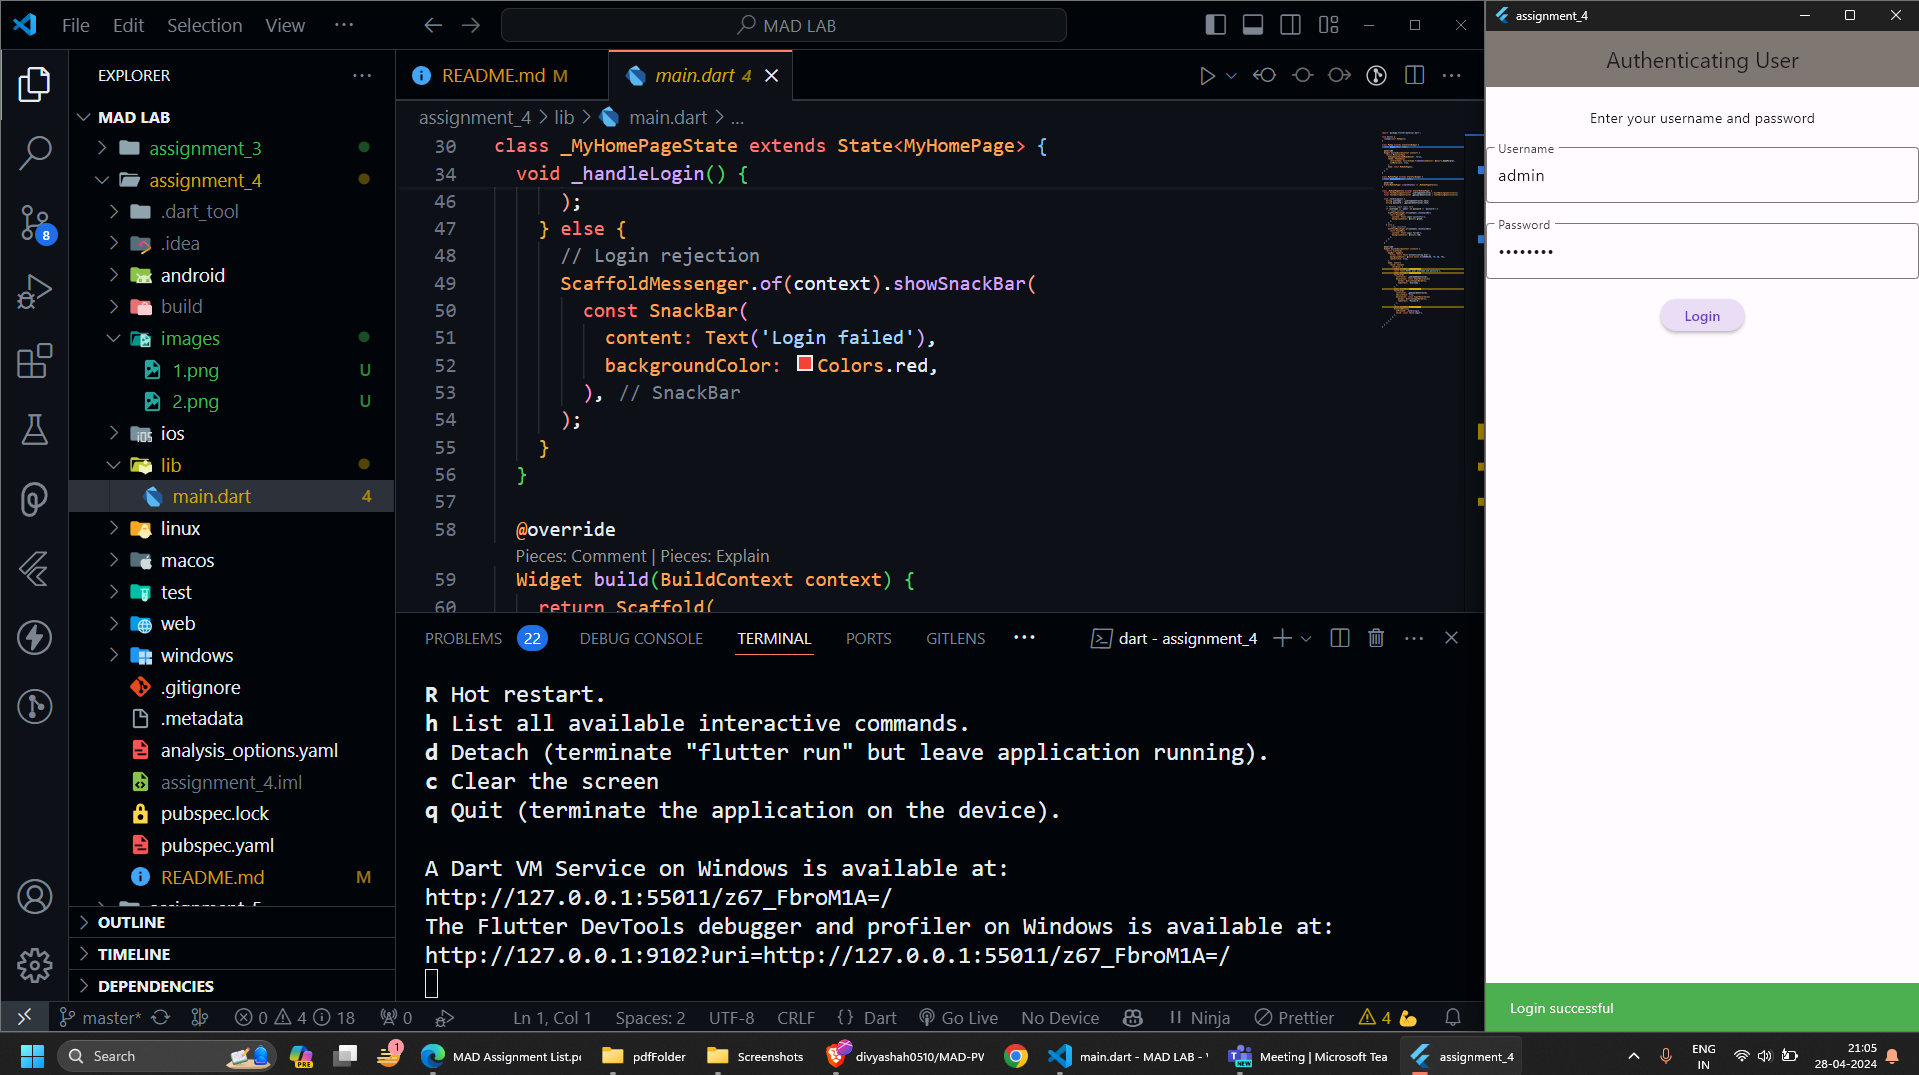 File Edit Selection View ...
MAD LAB
EXPLORER
MAD LAB
assignment_3
assignment_4
.dart_tool
.idea
android
build
images
1.png U
2.png U
ios
lib
main.dart 4
linux
macos
test
web
windows
.gitignore
.metadata
analysis_options.yaml
assignment_4.iml
pubspec.lock
pubspec.yaml
README.md M
OUTLINE
TIMELINE
DEPENDENCIES
8
README.md M
main.dart 4
assignment_4 > lib > main.dart > ...
30 class _MyHomePageState extends State<MyHomePage> {
34 void _handleLogin() {
46 );
47 } else {
48 // Login rejection
49 ScaffoldMessenger.of(context).showSnackBar(
50 const SnackBar(
51 content: Text('Login failed'),
52 backgroundColor: Colors.red,
53 ), // SnackBar
54 );
55 }
56 }
57
58 @override
Pieces: Comment | Pieces: Explain
59 Widget build(BuildContext context) {
60 return Scaffold(
PROBLEMS 22 DEBUG CONSOLE TERMINAL PORTS GITLENS ... dart - assignment_4
R Hot restart.
h List all available interactive commands.
d Detach (terminate "flutter run" but leave application running).
c Clear the screen
q Quit (terminate the application on the device).
A Dart VM Service on Windows is available at:
http://127.0.0.1:55011/z67_FbroM1A=/
The Flutter DevTools debugger and profiler on Windows is available at:
http://127.0.0.1:9102?uri=http://127.0.0.1:55011/z67_FbroM1A=/
master* 0 4 18 0 Ln 1, Col 1 Spaces: 2 UTF-8 CRLF {} Dart Go Live No Device Ninja Prettier 4
assignment_4
Authenticating User
Enter your username and password
Username
admin
Password
••••••••
Login
Login successful
Search PRE 1 MAD Assignment List.pc pdfFolder Screenshots divyashah0510/MAD-PV main.dart - MAD LAB - Meeting | Microsoft Tea assignment_4
NEW
ENG
IN
21:05
28-04-2024